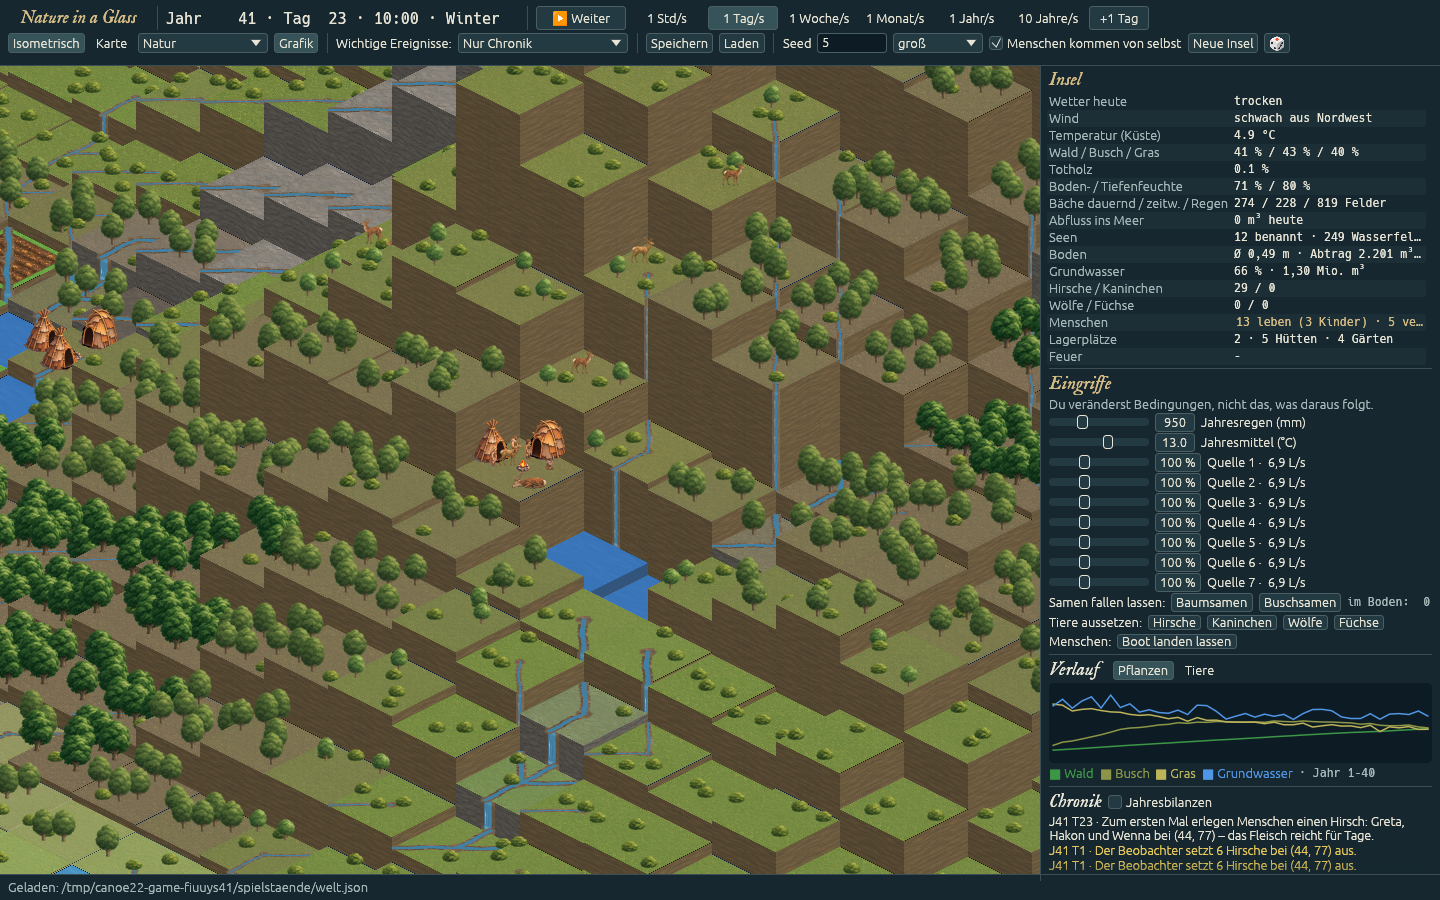 Nature in a Glass
Jahr 41 · Tag 23 · 10:00 · Winter
Weiter
1 Std/s
1 Tag/s
1 Woche/s
1 Monat/s
1 Jahr/s
10 Jahre/s
+1 Tag
Isometrisch
Karte
Natur
Grafik
Wichtige Ereignisse:
Nur Chronik
Speichern
Laden
Seed
5
groß
Menschen kommen von selbst
Neue Insel
Insel
Wetter heute trocken
Wind schwach aus Nordwest
Temperatur (Küste) 4.9 °C
Wald / Busch / Gras 41 % / 43 % / 40 %
Totholz 0.1 %
Boden- / Tiefenfeuchte 71 % / 80 %
Bäche dauernd / zeitw. / Regen 274 / 228 / 819 Felder
Abfluss ins Meer 0 m³ heute
Seen 12 benannt · 249 Wasserfel…
Boden Ø 0,49 m · Abtrag 2.201 m³…
Grundwasser 66 % · 1,30 Mio. m³
Hirsche / Kaninchen 29 / 0
Wölfe / Füchse 0 / 0
Menschen 13 leben (3 Kinder) · 5 ve…
Lagerplätze 2 · 5 Hütten · 4 Gärten
Feuer -
Eingriffe
Du veränderst Bedingungen, nicht das, was daraus folgt.
950 Jahresregen (mm)
13.0 Jahresmittel (°C)
100 % Quelle 1 · 6,9 L/s
100 % Quelle 2 · 6,9 L/s
100 % Quelle 3 · 6,9 L/s
100 % Quelle 4 · 6,9 L/s
100 % Quelle 5 · 6,9 L/s
100 % Quelle 6 · 6,9 L/s
100 % Quelle 7 · 6,9 L/s
Samen fallen lassen: Baumsamen Buschsamen im Boden: 0
Tiere aussetzen: Hirsche Kaninchen Wölfe Füchse
Menschen: Boot landen lassen
Verlauf Pflanzen Tiere
Wald Busch Gras Grundwasser · Jahr 1-40
Chronik Jahresbilanzen
J41 T23 · Zum ersten Mal erlegen Menschen einen Hirsch: Greta,
Hakon und Wenna bei (44, 77) – das Fleisch reicht für Tage.
J41 T1 · Der Beobachter setzt 6 Hirsche bei (44, 77) aus.
J41 T1 · Der Beobachter setzt 6 Hirsche bei (44, 77) aus.
Geladen: /tmp/canoe22-game-fiuuys41/spielstaende/welt.json